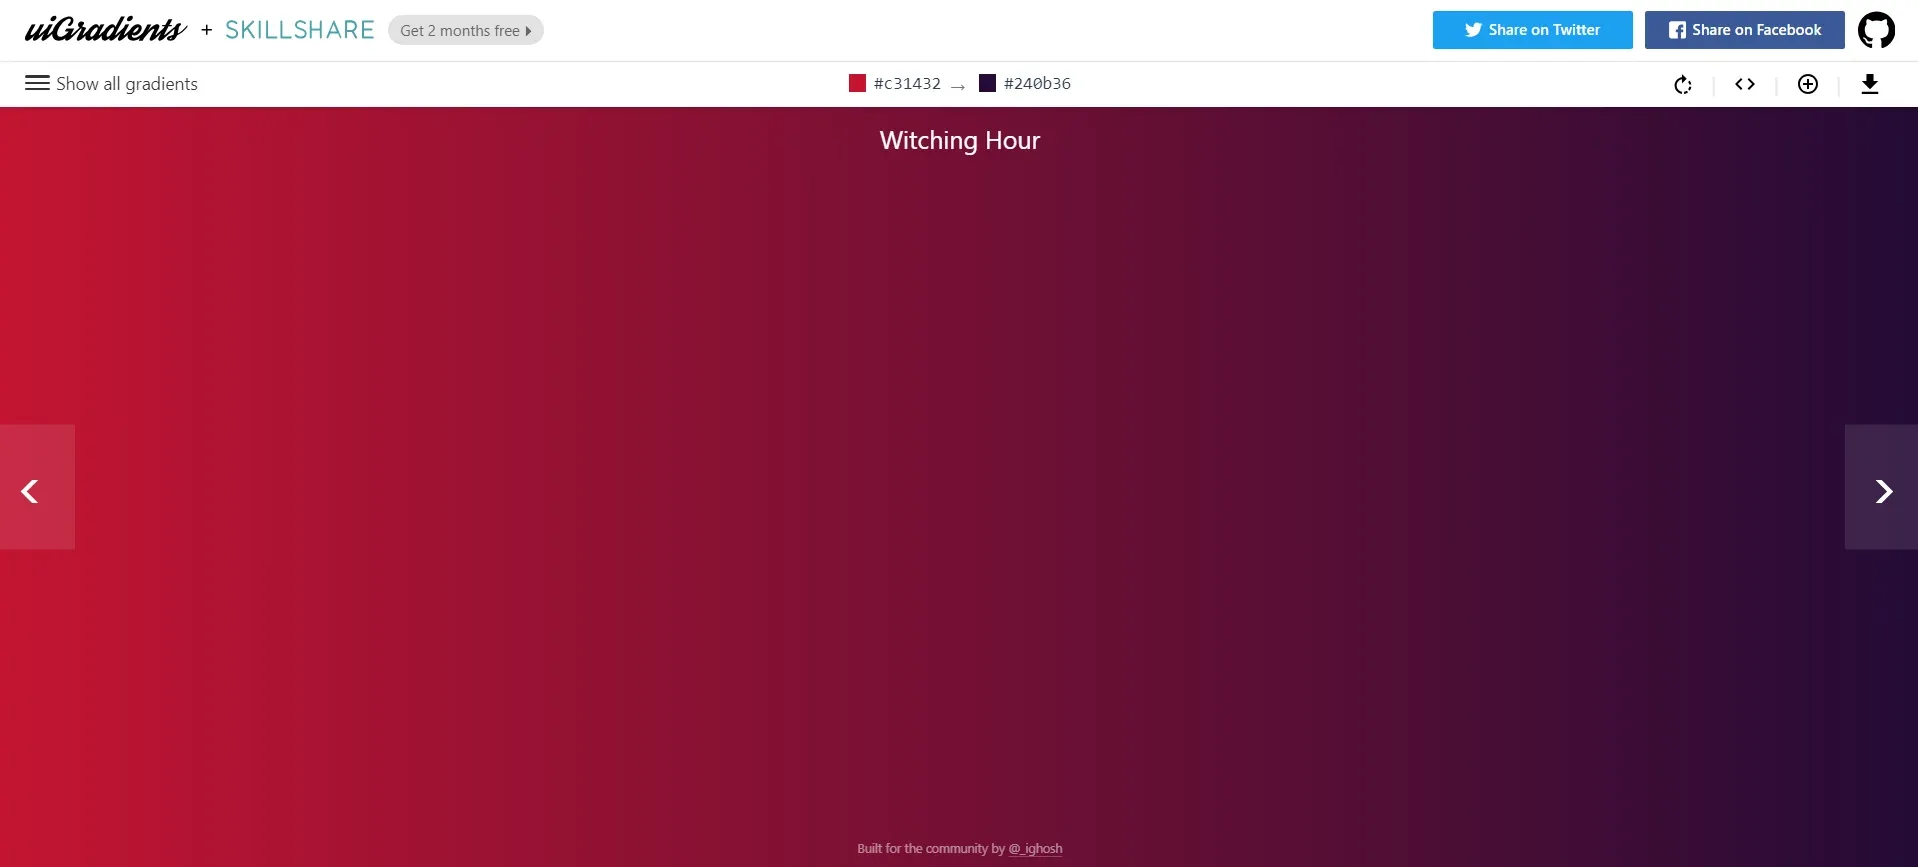 uiGradients + SKILLSHARE Get 2 months free
Share on Twitter
Share on Facebook
Show all gradients
#c31432 → #240b36
Witching Hour
Built for the community by @_ighosh